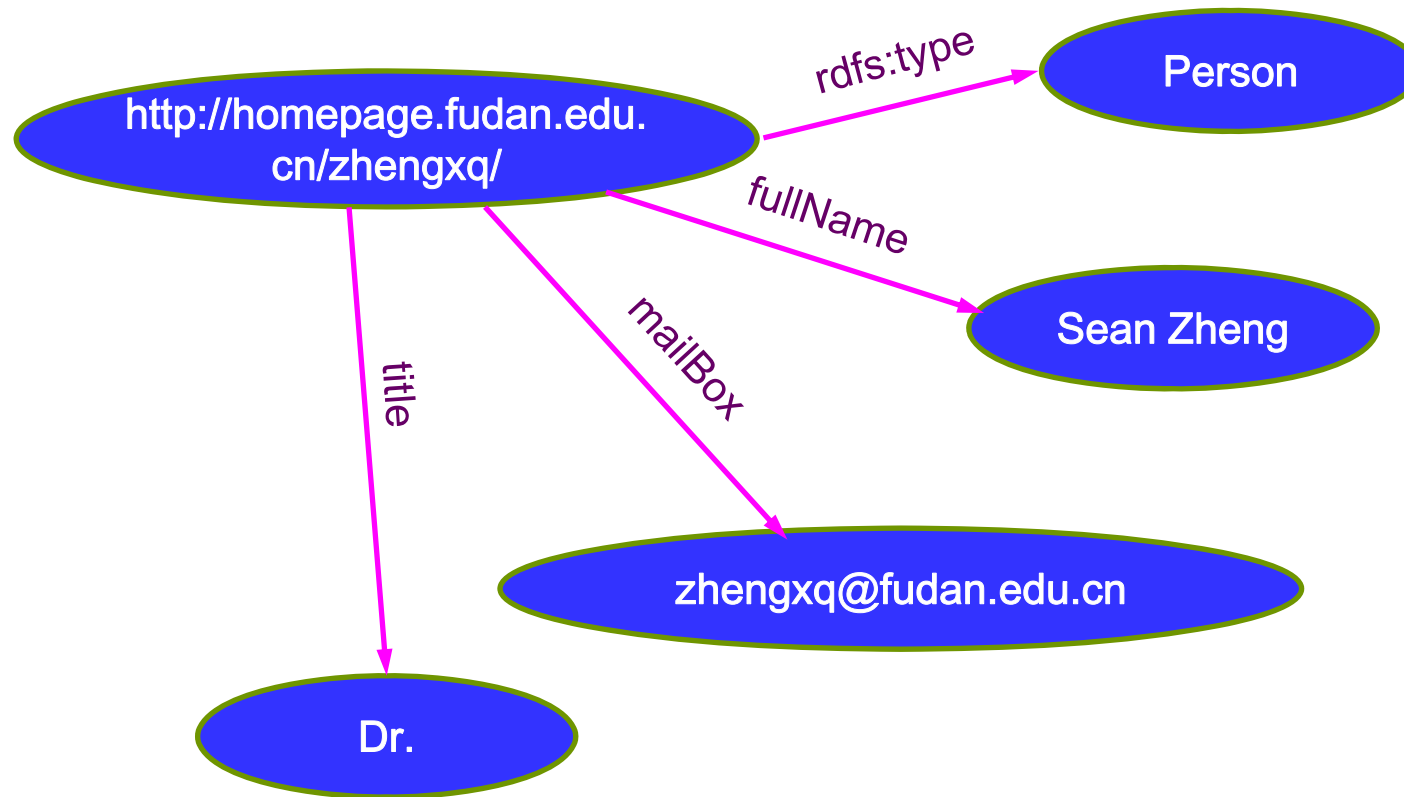 rdfs:type
Person
http://homepage.fudan.edu.
cn/zhengxq/
fullName
Sean Zheng
mailBox
title
zhengxq@fudan.edu.cn
Dr.